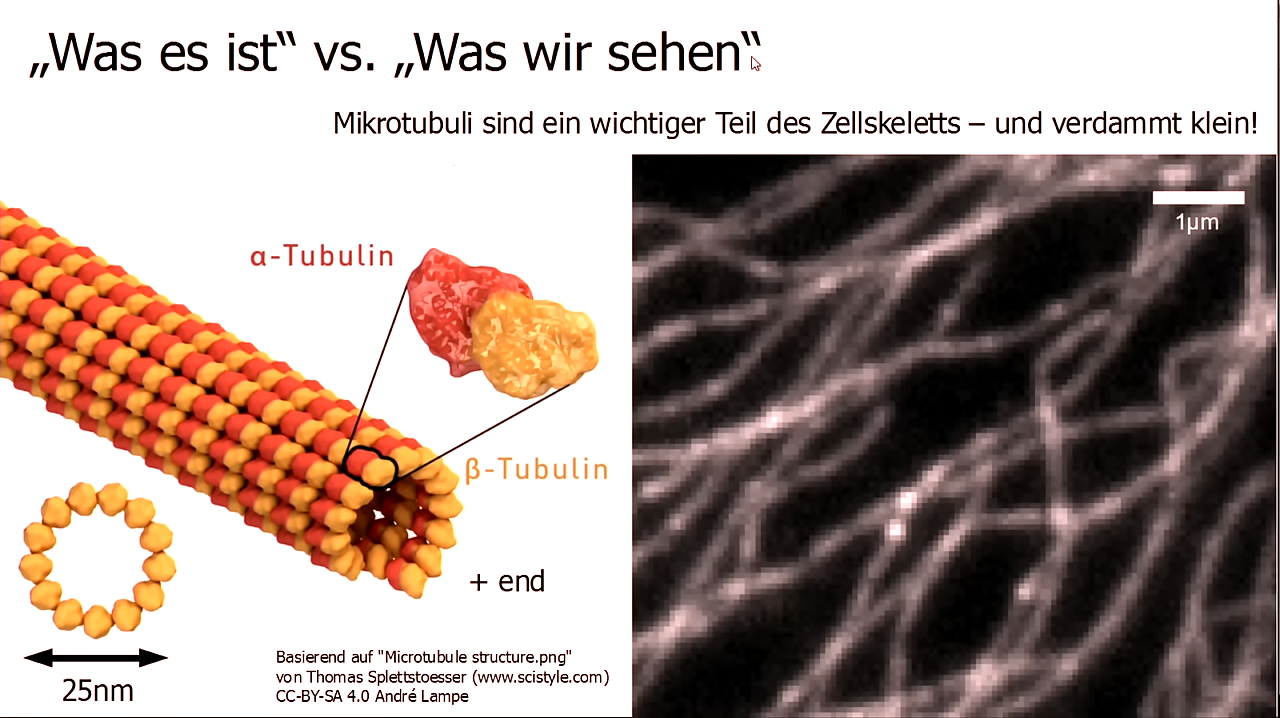 „Was es ist“ vs. „Was wir sehen“
Mikrotubuli sind ein wichtiger Teil des Zellskeletts – und verdammt klein!
α-Tubulin
β-Tubulin
+ end
25nm
Basierend auf "Microtubule structure.png"
von Thomas Splettstoesser (www.scistyle.com)
CC-BY-SA 4.0 André Lampe
1µm